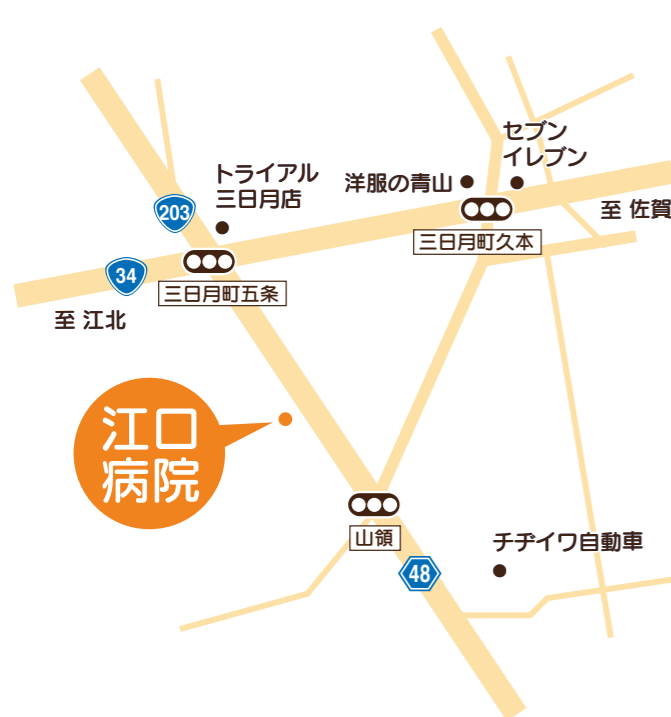 セブン
イレブン
トライアル
三日月店
洋服の青山
203
至 佐賀
三日月町久本
34
三日月町五条
至 江北
江口
病院
山領
チヂイワ自動車
48